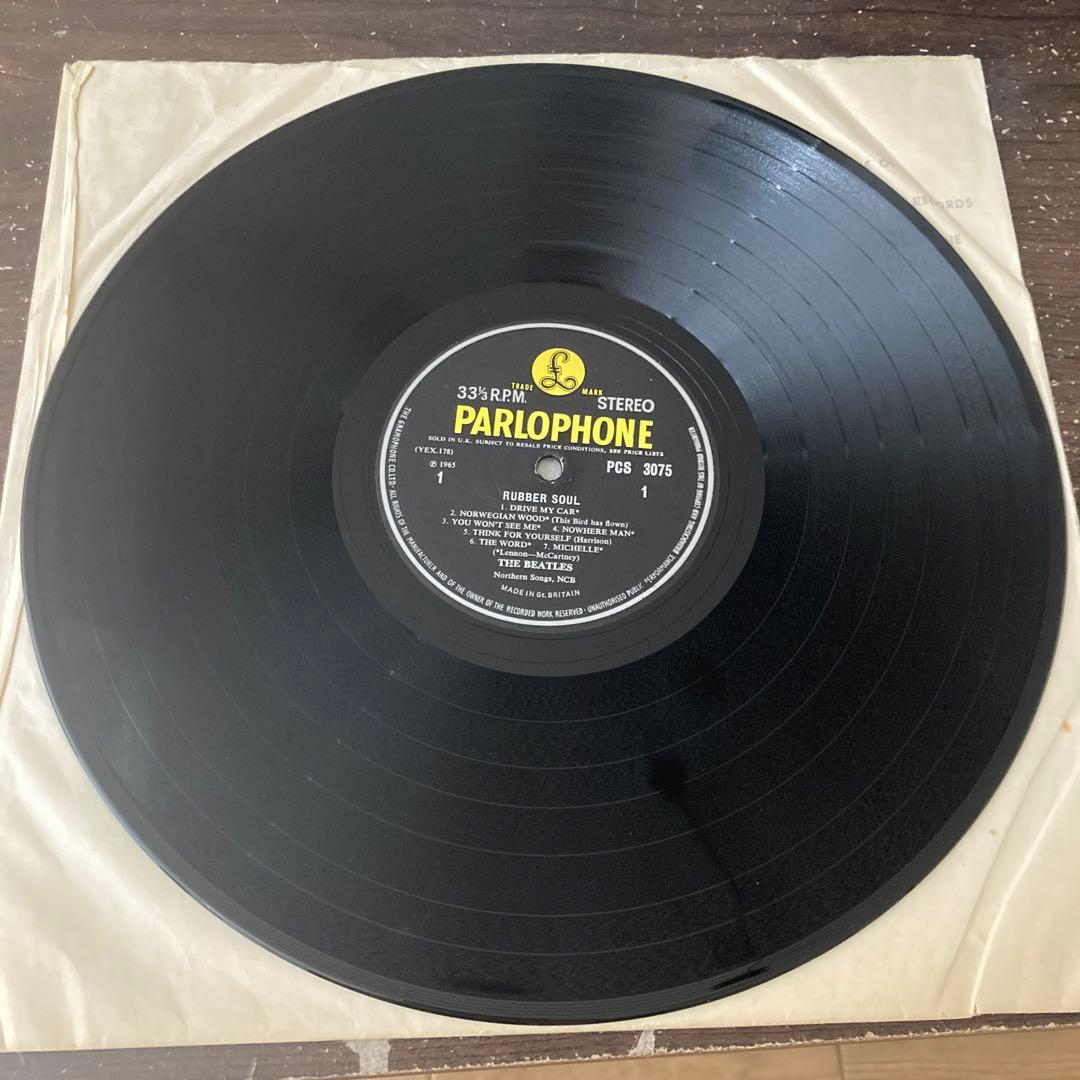 TRADE £ MARK
33⅓ R.P.M. STEREO
PARLOPHONE
SOLD IN U.K. SUBJECT TO RESALE PRICE CONDITIONS, SEE PRICE LISTS
(YEX.178)
℗ 1965
PCS 3075
1 1
RUBBER SOUL
1. DRIVE MY CAR*
2. NORWEGIAN WOOD* (This Bird has flown)
3. YOU WON'T SEE ME* 4. NOWHERE MAN*
5. THINK FOR YOURSELF (Harrison)
6. THE WORD* 7. MICHELLE*
(*Lennon—McCartney)
THE BEATLES
Northern Songs, NCB
MADE IN Gt. BRITAIN
THE GRAMOPHONE CO. LTD · ALL RIGHTS OF THE MANUFACTURER AND OF THE OWNER OF THE RECORDED WORK RESERVED · UNAUTHORISED PUBLIC PERFORMANCE BROADCASTING AND COPYING OF THIS RECORD PROHIBITED
RECORDS